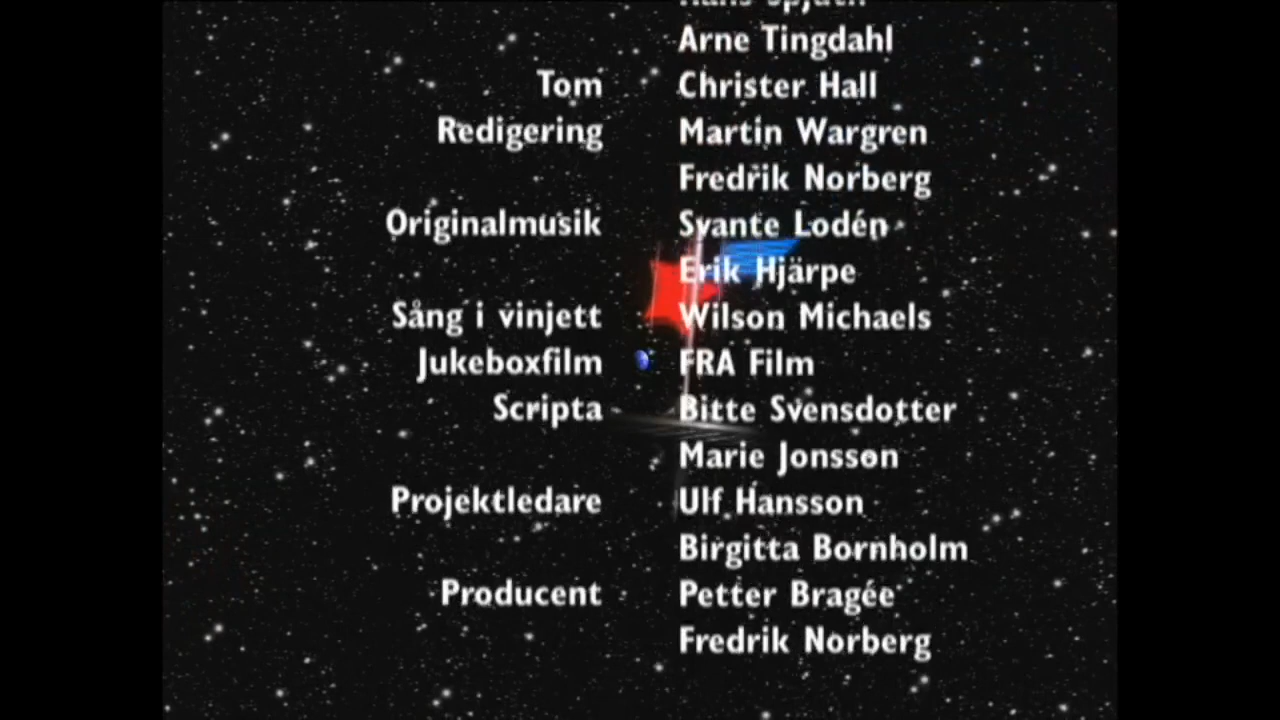 Arne Tingdahl
Tom Christer Hall
Redigering Martin Wargren
Fredrik Norberg
Originalmusik Svante Lodén
Erik Hjärpe
Sång i vinjett Wilson Michaels
Jukeboxfilm FRA Film
Scripta Bitte Svensdotter
Marie Jonsson
Projektledare Ulf Hansson
Birgitta Bornholm
Producent Petter Bragée
Fredrik Norberg